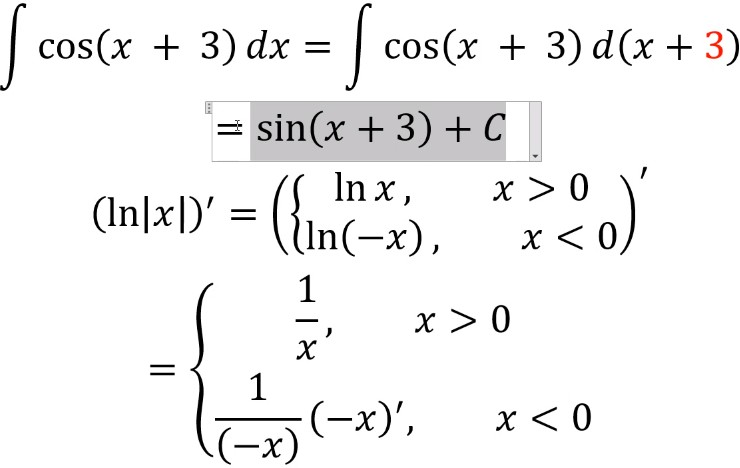 ∫ cos(x + 3) dx = ∫ cos(x + 3) d(x + 3)
= sin(x + 3) + C
(ln|x|)′ = ({ln x, x > 0
ln(−x), x < 0)′
= {1/x, x > 0
1/(−x) (−x)′, x < 0